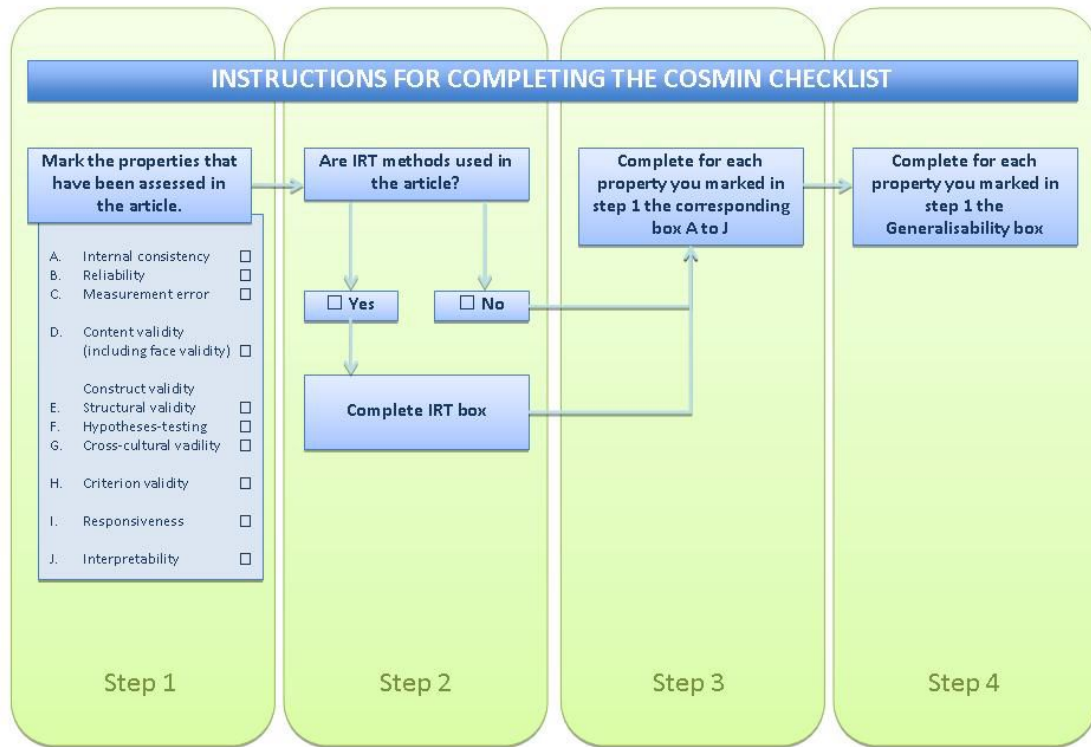 INSTRUCTIONS FOR COMPLETING THE COSMIN CHECKLIST
Mark the properties that
have been assessed in
the article.
A. Internal consistency ☐
B. Reliability ☐
C. Measurement error ☐
D. Content validity
(including face validity) ☐
Construct validity
E. Structural validity ☐
F. Hypotheses-testing ☐
G. Cross-cultural vadility ☐
H. Criterion validity ☐
I. Responsiveness ☐
J. Interpretability ☐
Step 1
Are IRT methods used in
the article?
☐ Yes
☐ No
Complete IRT box
Step 2
Complete for each
property you marked in
step 1 the corresponding
box A to J
Step 3
Complete for each
property you marked in
step 1 the
Generalisability box
Step 4